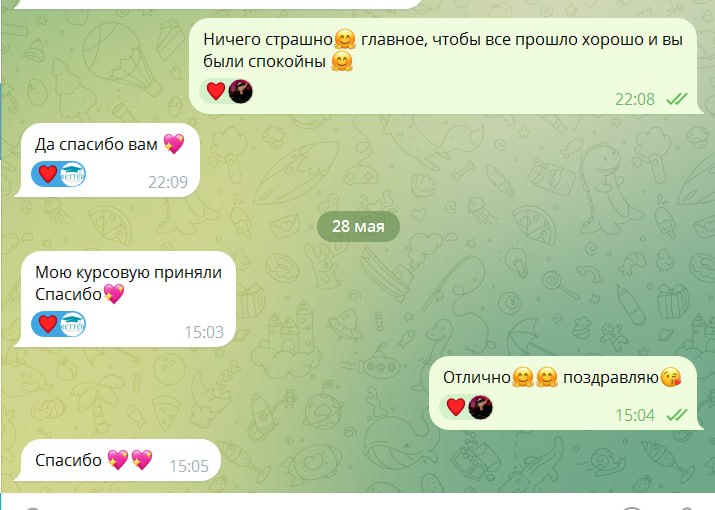 Ничего страшно🤗 главное, чтобы все прошло хорошо и вы
были спокойны 🤗
22:08
Да спасибо вам 💖
22:09
28 мая
Мою курсовую приняли
Спасибо💖
15:03
Отлично🤗🤗 поздравляю😘
15:04
Спасибо 💖💖
15:05